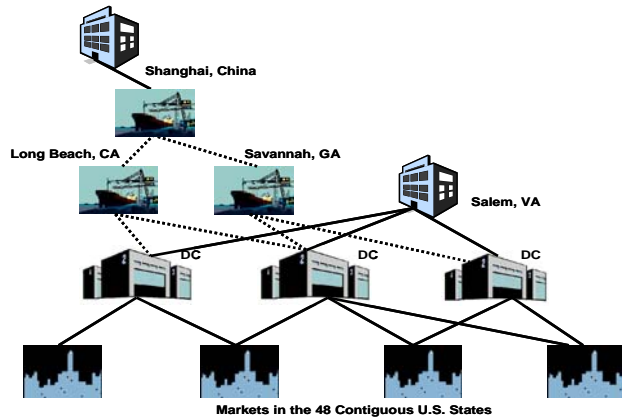 Shanghai, China
Long Beach, CA
Savannah, GA
Salem, VA
DC
DC
DC
Markets in the 48 Contiguous U.S. States